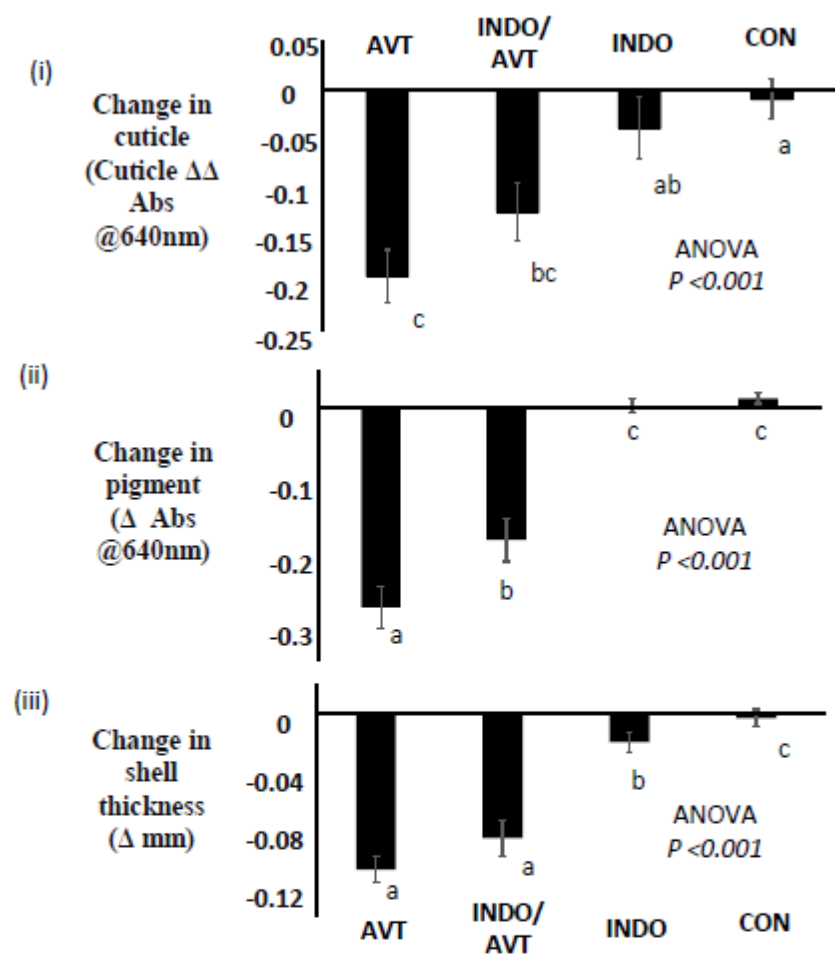 (i)
Change in
cuticle
(Cuticle ΔΔ
Abs
@640nm)
0.05
0
-0.05
-0.1
-0.15
-0.2
-0.25
AVT
INDO/
AVT
INDO
CON
c
bc
ab
a
ANOVA
P <0.001
(ii)
Change in
pigment
(Δ Abs
@640nm)
0
-0.1
-0.2
-0.3
a
b
c
c
ANOVA
P <0.001
(iii)
Change in
shell
thickness
(Δ mm)
0
-0.04
-0.08
-0.12
a
a
b
c
ANOVA
P <0.001
AVT
INDO/
AVT
INDO
CON